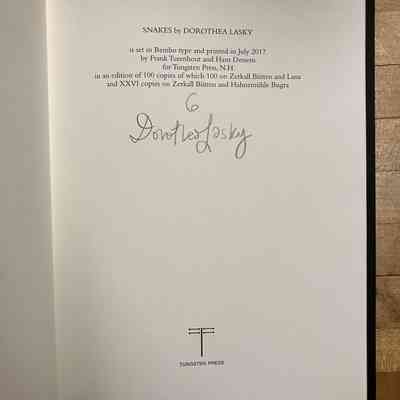 SNAKES by DOROTHEA LASKY
is set in Bembo type and printed in July 2017
by Frank Turenhout and Hans Dessens
for Tungsten Press, N.H.
in an edition of 100 copies of which 100 on Zerkall Bütten and Lana
and XXVI copies on Zerkall Bütten and Hahnemühle Bugra
6
Dorothea Lasky
TUNGSTEN PRESS